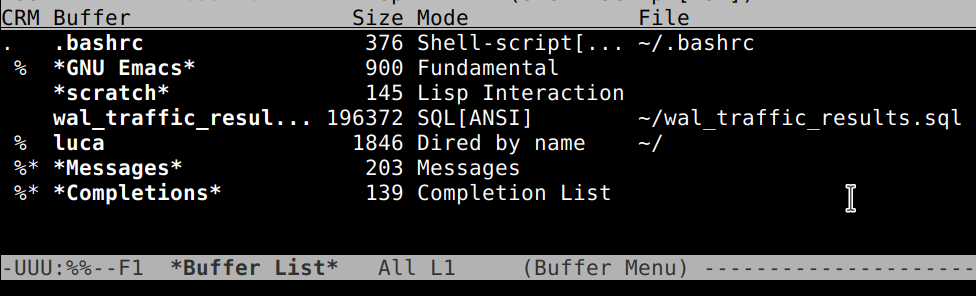 CRM Buffer Size Mode File
. .bashrc 376 Shell-script[... ~/.bashrc
% *GNU Emacs* 900 Fundamental
*scratch* 145 Lisp Interaction
wal_traffic_resul... 196372 SQL[ANSI] ~/wal_traffic_results.sql
% luca 1846 Dired by name ~/
%* *Messages* 203 Messages
%* *Completions* 139 Completion List
-UUU:%%--F1 *Buffer List* All L1 (Buffer Menu) ---------------------